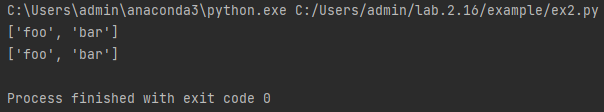 C:\Users\admin\anaconda3\python.exe C:/Users/admin/lab.2.16/example/ex2.py
['foo', 'bar']
['foo', 'bar']
Process finished with exit code 0